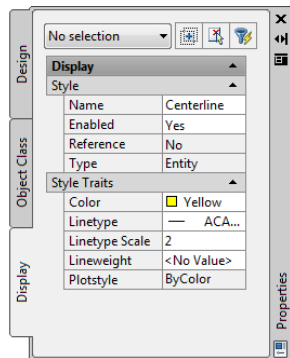 No selection
Display
Style
Name Centerline
Enabled Yes
Reference No
Type Entity
Style Traits
Color Yellow
Linetype ACA...
Linetype Scale 2
Lineweight <No Value>
Plotstyle ByColor
Design
Object Class
Display
Properties